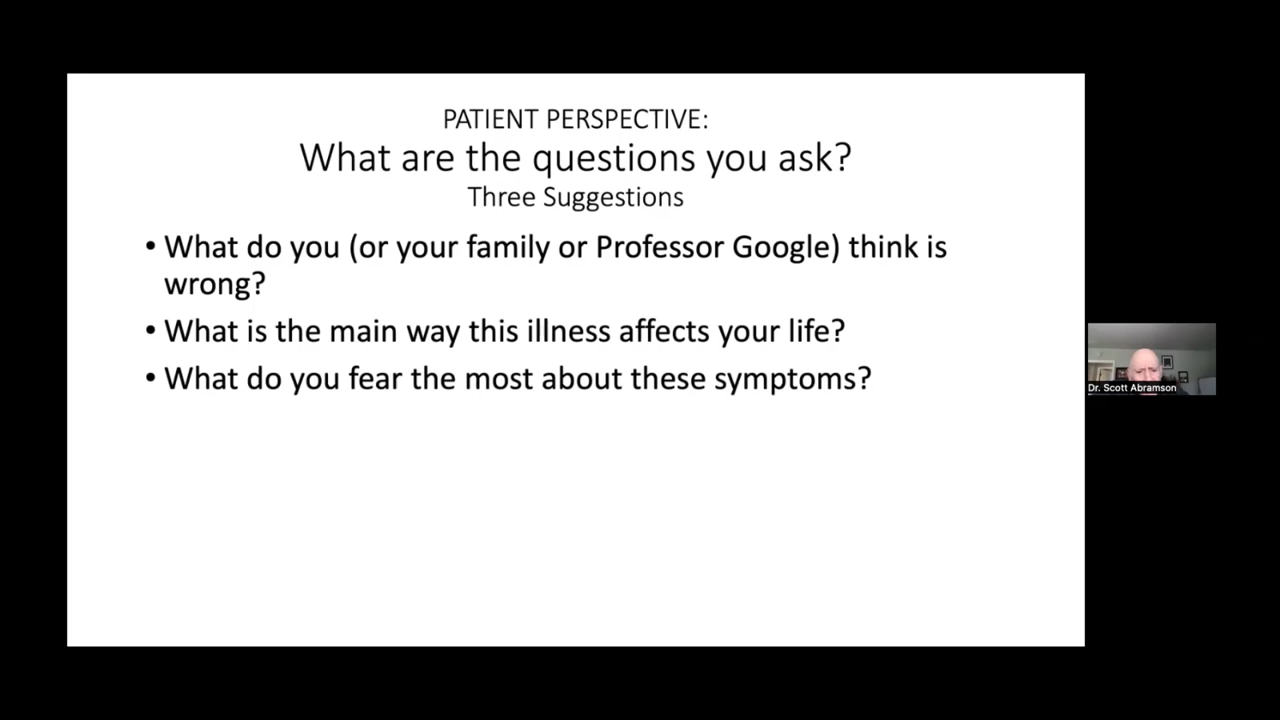 PATIENT PERSPECTIVE:
What are the questions you ask?
Three Suggestions
• What do you (or your family or Professor Google) think is
wrong?
• What is the main way this illness affects your life?
• What do you fear the most about these symptoms?
Dr. Scott Abramson